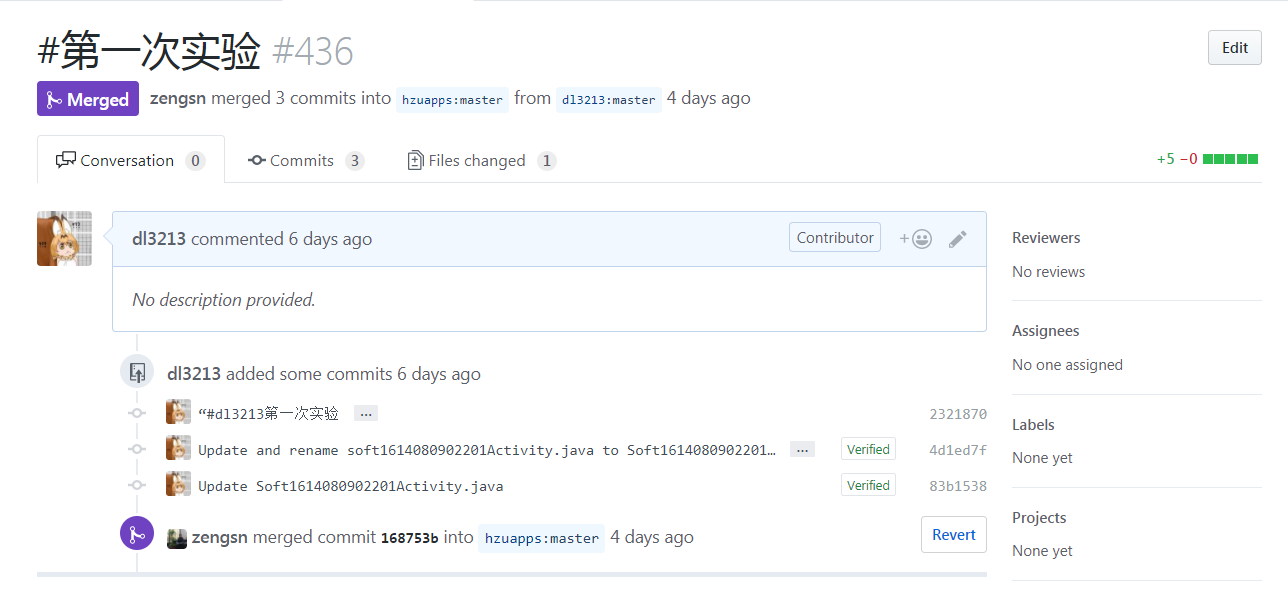 #第一次实验 #436
Edit
Merged zengsn merged 3 commits into hzuapps:master from dl3213:master 4 days ago
Conversation 0 Commits 3 Files changed 1 +5 −0
dl3213 commented 6 days ago Contributor +
No description provided.
Reviewers
No reviews
Assignees
No one assigned
Labels
None yet
Projects
None yet
dl3213 added some commits 6 days ago
“#dl3213第一次实验 … 2321870
Update and rename soft1614080902201Activity.java to Soft1614080902201… … Verified 4d1ed7f
Update Soft1614080902201Activity.java Verified 83b1538
zengsn merged commit 168753b into hzuapps:master 4 days ago Revert